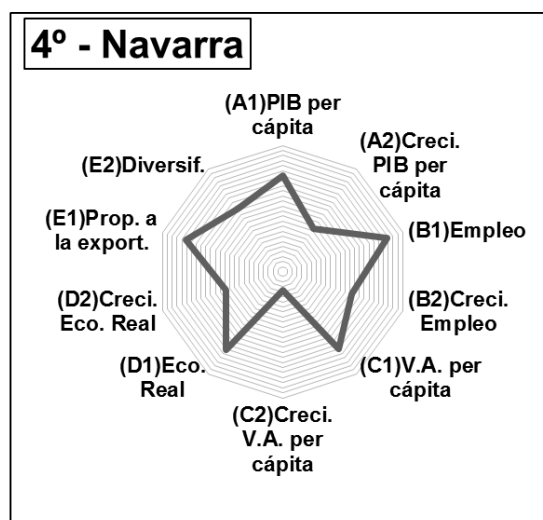 4º - Navarra
(A1)PIB per
cápita
(A2)Creci.
PIB per
cápita
(B1)Empleo
(B2)Creci.
Empleo
(C1)V.A. per
cápita
(C2)Creci.
V.A. per
cápita
(D1)Eco.
Real
(D2)Creci.
Eco. Real
(E1)Prop. a
la export.
(E2)Diversif.